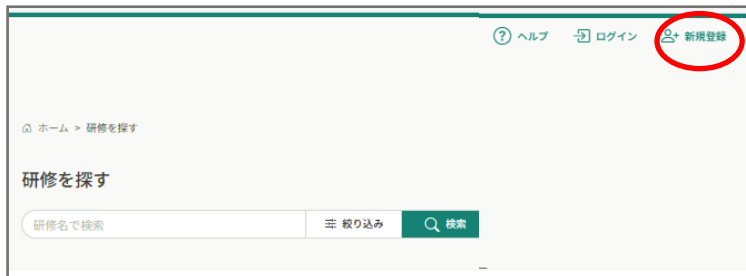 ヘルプ ログイン 新規登録
ホーム > 研修を探す
研修を探す
研修名で検索 絞り込み 検索